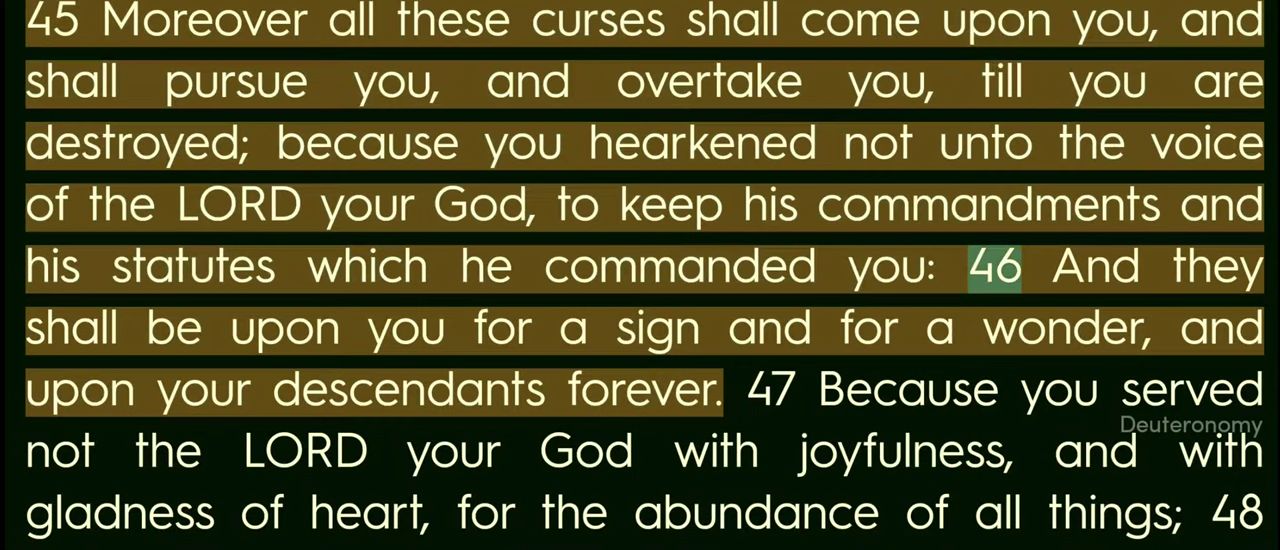 45 Moreover all these curses shall come upon you, and
shall pursue you, and overtake you, till you are
destroyed; because you hearkened not unto the voice
of the LORD your God, to keep his commandments and
his statutes which he commanded you: 46 And they
shall be upon you for a sign and for a wonder, and
upon your descendants forever. 47 Because you served
Deuteronomy
not the LORD your God with joyfulness, and with
gladness of heart, for the abundance of all things; 48